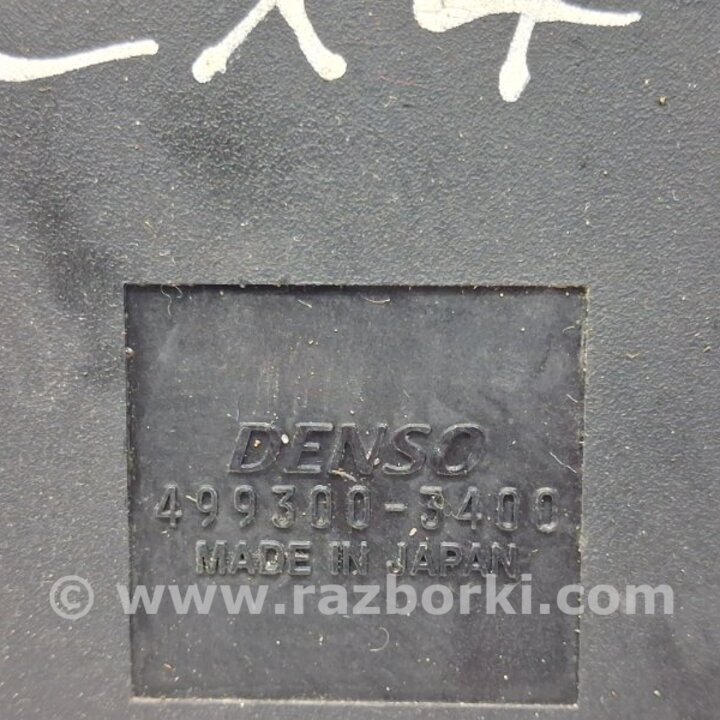 DENSO
499300-3400
MADE IN JAPAN
© www.razborki.com